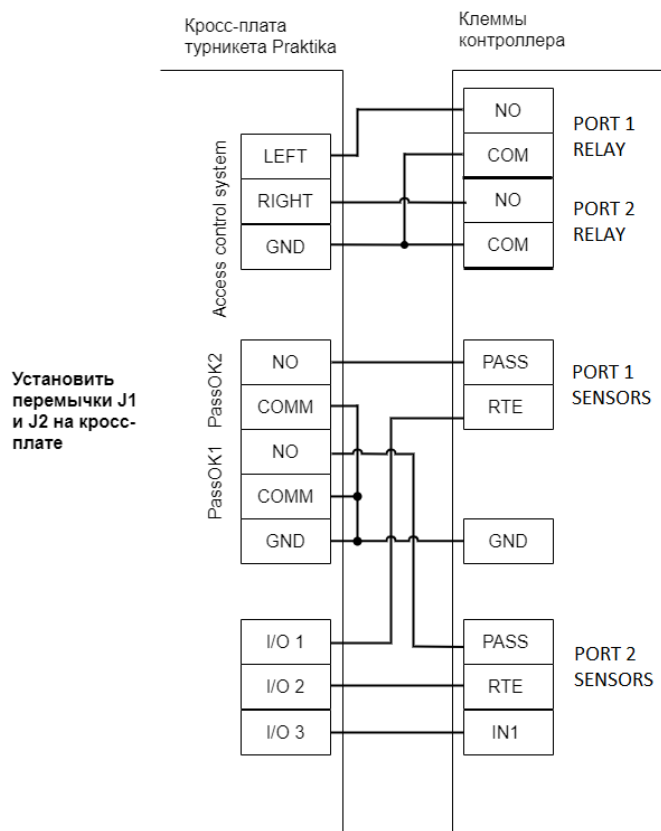 Кросс-плата
турникета Praktika
Клеммы
контроллера
Access control system
LEFT
RIGHT
GND
NO
COM
NO
COM
PORT 1
RELAY
PORT 2
RELAY
Установить
перемычки J1
и J2 на кросс-
плате
PassOK2
PassOK1
NO
COMM
NO
COMM
GND
PASS
RTE
GND
PORT 1
SENSORS
I/O 1
I/O 2
I/O 3
PASS
RTE
IN1
PORT 2
SENSORS